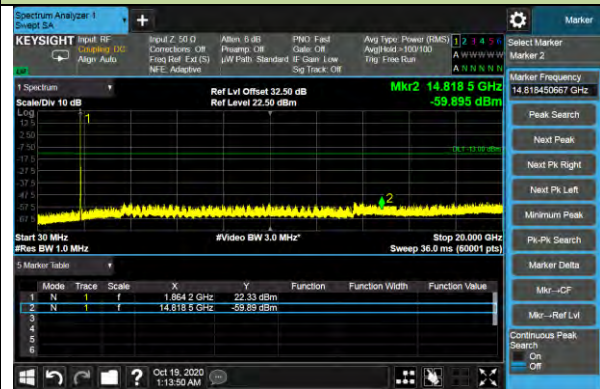 Spectrum Analyzer 1
Swept SA
+
Marker
KEYSIGHT Input: RF
Coupling: DC
Align: Auto
Input Z: 50 Ω
Corrections: Off
Freq Ref: Ext (S)
NFE: Adaptive
Atten: 6 dB
Preamp: Off
µW Path: Standard
PNO: Fast
Gate: Off
IF Gain: Low
Sig Track: Off
Avg Type: Power (RMS)
Avg|Hold:>100/100
Trig: Free Run
1 2 3 4 5 6
A W W W W W
A N N N N N
Select Marker
Marker 2
Marker Frequency
14.818450667 GHz
Peak Search
Next Peak
Next Pk Right
Next Pk Left
Minimum Peak
Pk-Pk Search
Marker Delta
Mkr→CF
Mkr→Ref Lvl
Continuous Peak
Search
On
Off
1 Spectrum
Scale/Div 10 dB
Ref Lvl Offset 32.50 dB
Ref Level 22.50 dBm
Mkr2 14.818 5 GHz
-59.895 dBm
Log
12.5
2.50
-7.50
-17.5
-27.5
-37.5
-47.5
-57.5
-67.5
1
DL1 -13.00 dBm
2
Start 30 MHz
#Res BW 1.0 MHz
#Video BW 3.0 MHz*
Stop 20.000 GHz
Sweep 36.0 ms (60001 pts)
5 Marker Table
Mode Trace Scale X Y Function Function Width Function Value
1 N 1 f 1.864 2 GHz 22.33 dBm
2 N 1 f 14.818 5 GHz -59.89 dBm
3
4
5
6
? Oct 19, 2020
1:13:50 AM